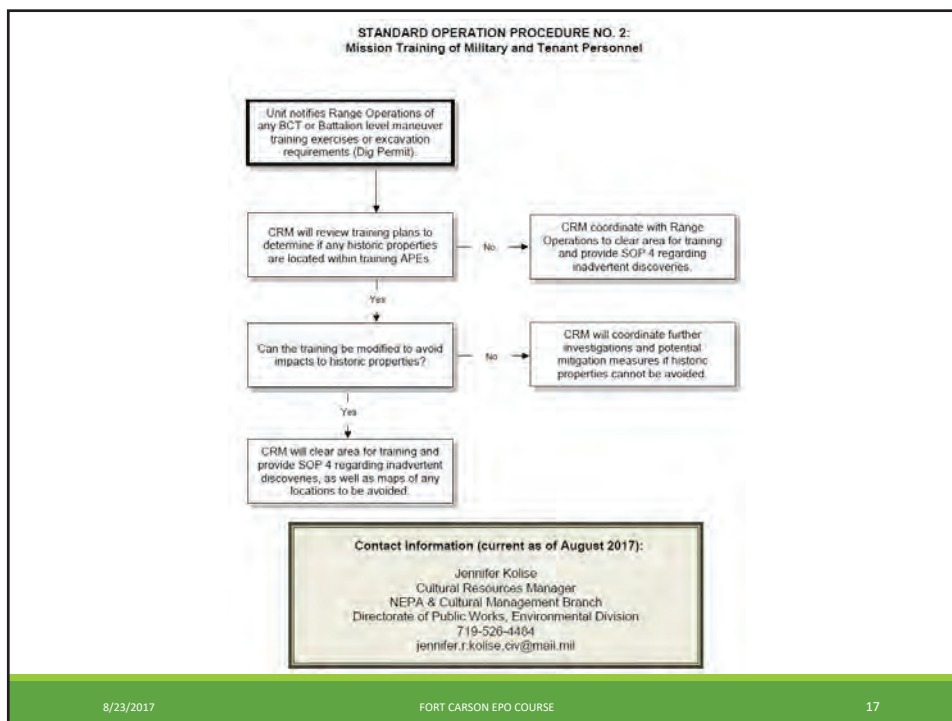 STANDARD OPERATION PROCEDURE NO. 2:
Mission Training of Military and Tenant Personnel
Unit notifies Range Operations of
any BCT or Battalion level maneuver
training exercises or excavation
requirements (Dig Permit).
CRM will review training plans to
determine if any historic properties
are located within training APEs.
No
CRM coordinate with Range
Operations to clear area for training
and provide SOP 4 regarding
inadvertent discoveries.
Yes
Can the training be modified to avoid
impacts to historic properties?
No
CRM will coordinate further
investigations and potential
mitigation measures if historic
properties cannot be avoided.
Yes
CRM will clear area for training and
provide SOP 4 regarding inadvertent
discoveries, as well as maps of any
locations to be avoided.
Contact Information (current as of August 2017):
Jennifer Kolise
Cultural Resources Manager
NEPA & Cultural Management Branch
Directorate of Public Works, Environmental Division
719-526-4484
jennifer.r.kolise.civ@mail.mil
8/23/2017
FORT CARSON EPO COURSE
17